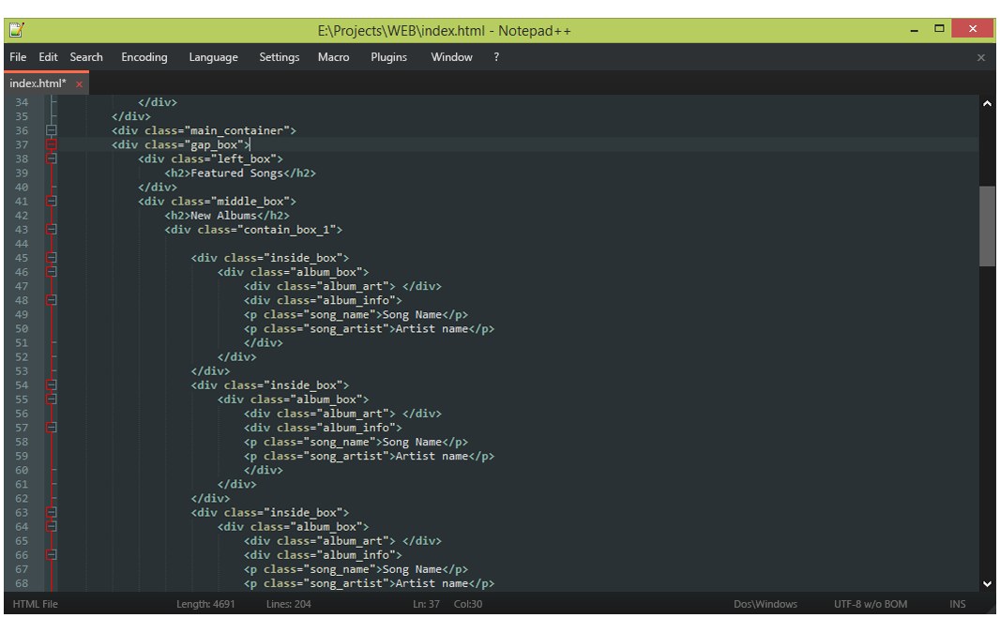 E:\Projects\WEB\index.html - Notepad++
File Edit Search Encoding Language Settings Macro Plugins Window ?
index.html*
34 </div>
35 </div>
36 <div class="main_container">
37 <div class="gap_box">
38 <div class="left_box">
39 <h2>Featured Songs</h2>
40 </div>
41 <div class="middle_box">
42 <h2>New Albums</h2>
43 <div class="contain_box_1">
44
45 <div class="inside_box">
46 <div class="album_box">
47 <div class="album_art"> </div>
48 <div class="album_info">
49 <p class="song_name">Song Name</p>
50 <p class="song_artist">Artist name</p>
51 </div>
52 </div>
53 </div>
54 <div class="inside_box">
55 <div class="album_box">
56 <div class="album_art"> </div>
57 <div class="album_info">
58 <p class="song_name">Song Name</p>
59 <p class="song_artist">Artist name</p>
60 </div>
61 </div>
62 </div>
63 <div class="inside_box">
64 <div class="album_box">
65 <div class="album_art"> </div>
66 <div class="album_info">
67 <p class="song_name">Song Name</p>
68 <p class="song_artist">Artist name</p>
HTML File Length: 4691 Lines: 204 Ln: 37 Col:30 Dos\Windows UTF-8 w/o BOM INS